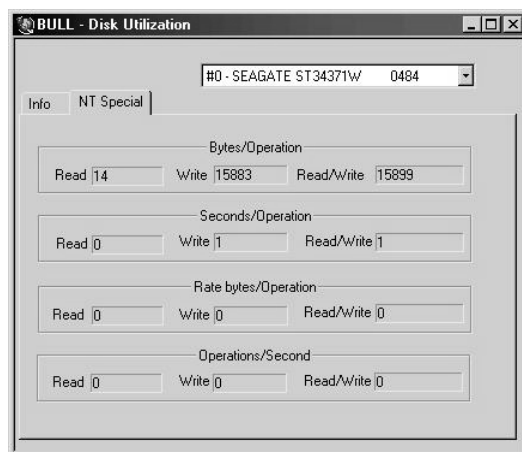 BULL - Disk Utilization
#0 - SEAGATE ST34371W 0484
Info NT Special
Bytes/Operation
Read 14 Write 15883 Read/Write 15899
Seconds/Operation
Read 0 Write 1 Read/Write 1
Rate bytes/Operation
Read 0 Write 0 Read/Write 0
Operations/Second
Read 0 Write 0 Read/Write 0